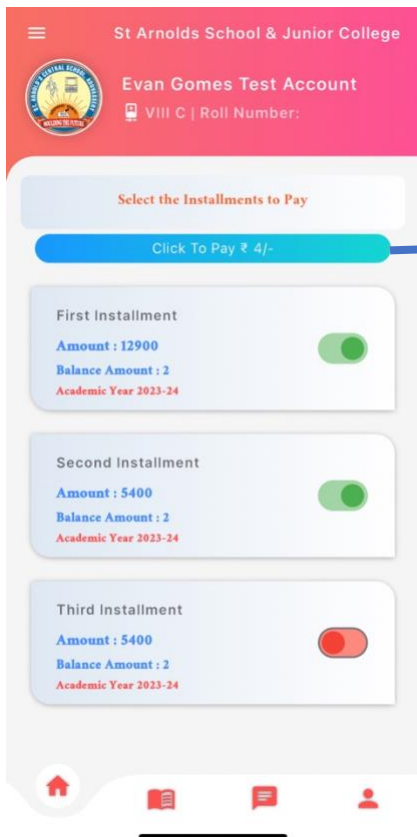 St Arnolds School & Junior College
Evan Gomes Test Account
VIII C | Roll Number:
Select the Installments to Pay
Click To Pay ₹ 4/-
First Installment
Amount : 12900
Balance Amount : 2
Academic Year 2023-24
Second Installment
Amount : 5400
Balance Amount : 2
Academic Year 2023-24
Third Installment
Amount : 5400
Balance Amount : 2
Academic Year 2023-24